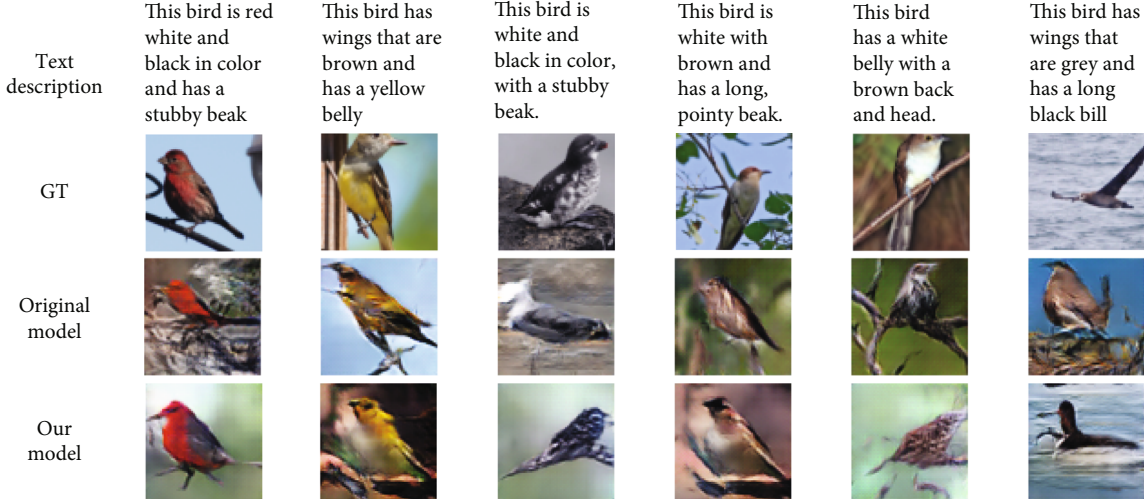 Text
description
This bird is red
white and
black in color
and has a
stubby beak
This bird has
wings that are
brown and
has a yellow
belly
This bird is
white and
black in color,
with a stubby
beak.
This bird is
white with
brown and
has a long,
pointy beak.
This bird
has a white
belly with a
brown back
and head.
This bird has
wings that
are grey and
has a long
black bill
GT
Original
model
Our
model